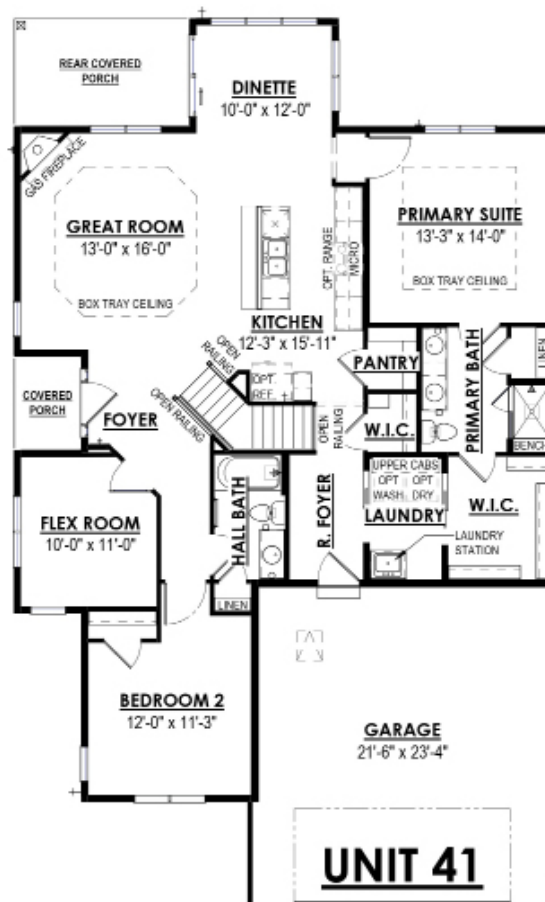 REAR COVERED
PORCH
DINETTE
10'-0" x 12'-0"
GAS FIREPLACE
GREAT ROOM
13'-0" x 16'-0"
BOX TRAY CEILING
OPT. RANGE
MICRO
PRIMARY SUITE
13'-3" x 14'-0"
BOX TRAY CEILING
KITCHEN
12'-3" x 15'-11"
OPEN
RAILING
OPT.
REF.
PANTRY
PRIMARY BATH
LINEN
COVERED
PORCH
FOYER
OPEN RAILING
OPEN
RAILING
W.I.C.
BENCH
UPPER CABS
OPT OPT
WASH DRY
LAUNDRY
W.I.C.
LAUNDRY
STATION
FLEX ROOM
10'-0" x 11'-0"
HALL BATH
R. FOYER
LINEN
BEDROOM 2
12'-0" x 11'-3"
GARAGE
21'-6" x 23'-4"
UNIT 41